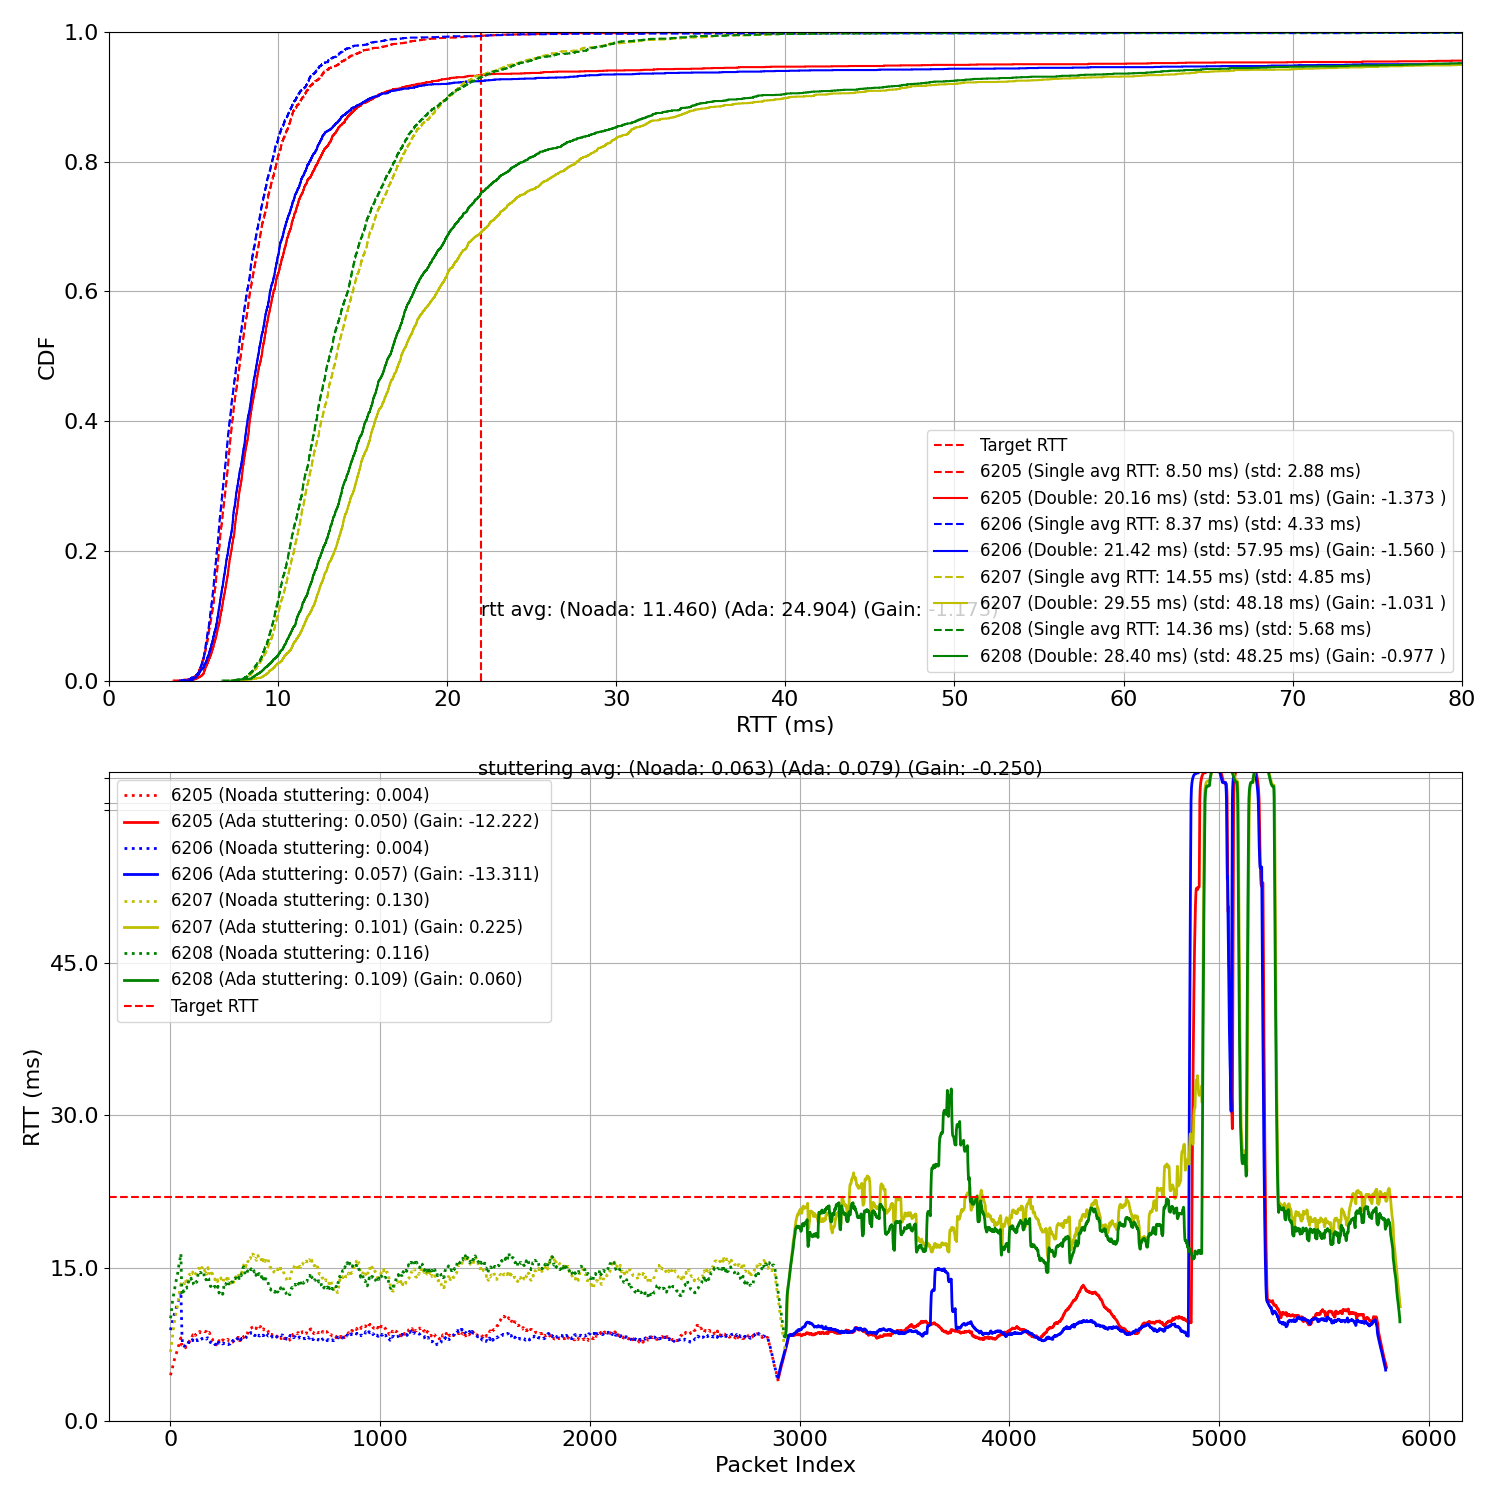 1.0
0.8
0.6
0.4
0.2
0.0
CDF
0 10 20 30 40 50 60 70 80
RTT (ms)
rtt avg: (Noada: 11.460) (Ada: 24.904) (Gain: -1.173)
Target RTT
6205 (Single avg RTT: 8.50 ms) (std: 2.88 ms)
6205 (Double: 20.16 ms) (std: 53.01 ms) (Gain: -1.373 )
6206 (Single avg RTT: 8.37 ms) (std: 4.33 ms)
6206 (Double: 21.42 ms) (std: 57.95 ms) (Gain: -1.560 )
6207 (Single avg RTT: 14.55 ms) (std: 4.85 ms)
6207 (Double: 29.55 ms) (std: 48.18 ms) (Gain: -1.031 )
6208 (Single avg RTT: 14.36 ms) (std: 5.68 ms)
6208 (Double: 28.40 ms) (std: 48.25 ms) (Gain: -0.977 )
stuttering avg: (Noada: 0.063) (Ada: 0.079) (Gain: -0.250)
6205 (Noada stuttering: 0.004)
6205 (Ada stuttering: 0.050) (Gain: -12.222)
6206 (Noada stuttering: 0.004)
6206 (Ada stuttering: 0.057) (Gain: -13.311)
6207 (Noada stuttering: 0.130)
6207 (Ada stuttering: 0.101) (Gain: 0.225)
6208 (Noada stuttering: 0.116)
6208 (Ada stuttering: 0.109) (Gain: 0.060)
Target RTT
45.0
30.0
15.0
0.0
RTT (ms)
0 1000 2000 3000 4000 5000 6000
Packet Index